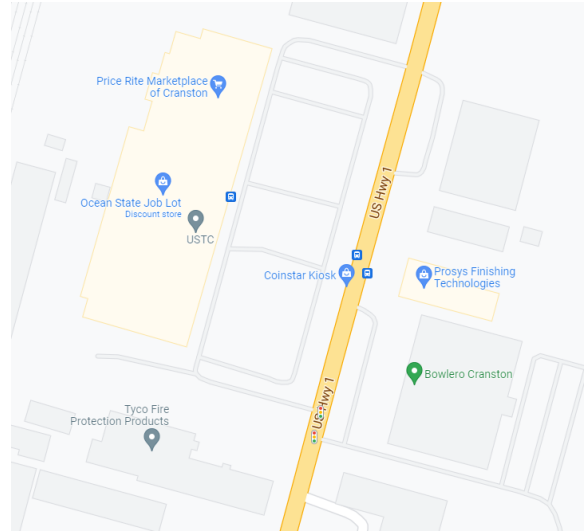 Price Rite Marketplace
of Cranston
US Hwy 1
Ocean State Job Lot
Discount store
USTC
Coinstar Kiosk
Prosys Finishing
Technologies
Bowlero Cranston
US Hwy 1
Tyco Fire
Protection Products